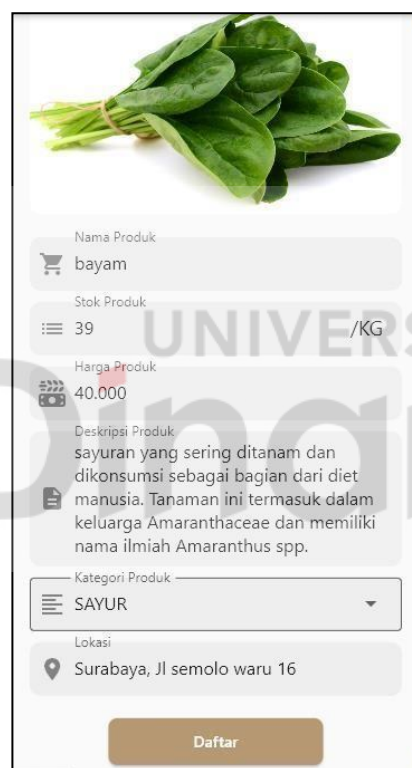 Nama Produk
bayam
Stok Produk
39 /KG
UNIVERS
Harga Produk
40.000
Dinar
Deskripsi Produk
sayuran yang sering ditanam dan
dikonsumsi sebagai bagian dari diet
manusia. Tanaman ini termasuk dalam
keluarga Amaranthaceae dan memiliki
nama ilmiah Amaranthus spp.
Kategori Produk
SAYUR
Lokasi
Surabaya, Jl semolo waru 16
Daftar